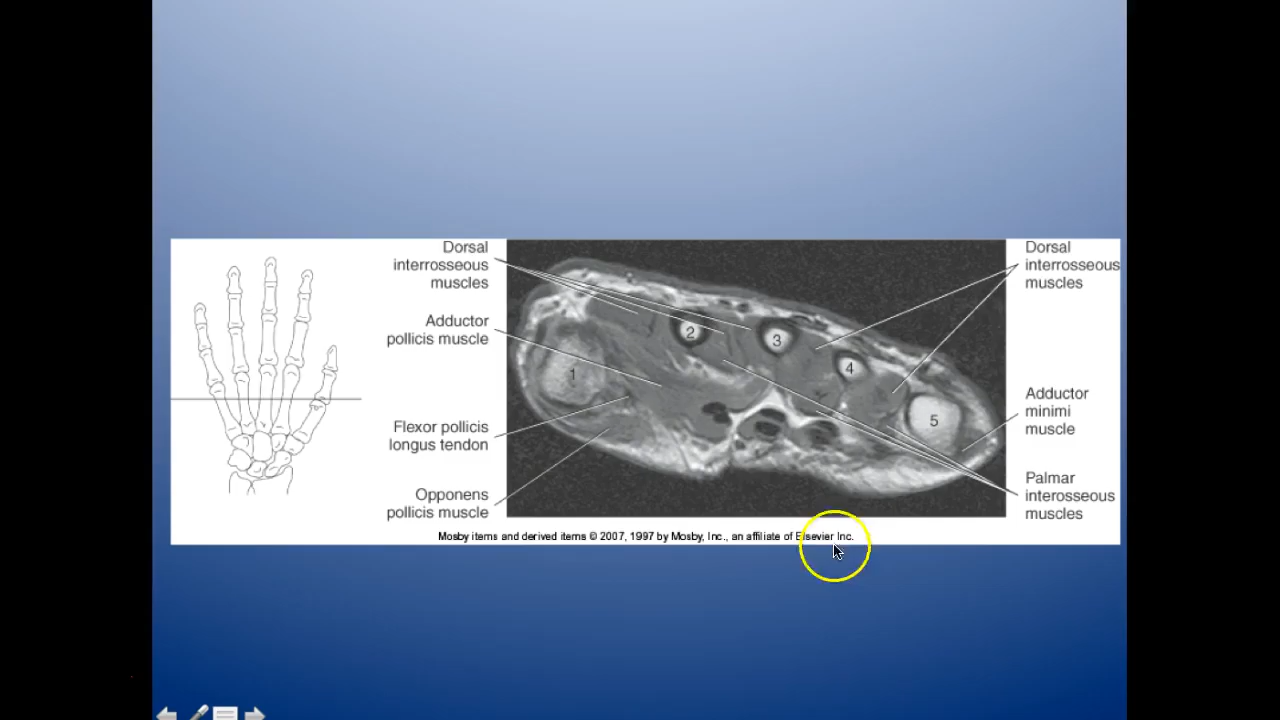 Dorsal
interrosseous
muscles
Adductor
pollicis muscle
Flexor pollicis
longus tendon
Opponens
pollicis muscle
1
2
3
4
5
Dorsal
interrosseous
muscles
Adductor
minimi
muscle
Palmar
interosseous
muscles
Mosby items and derived items © 2007, 1997 by Mosby, Inc., an affiliate of Elsevier Inc.